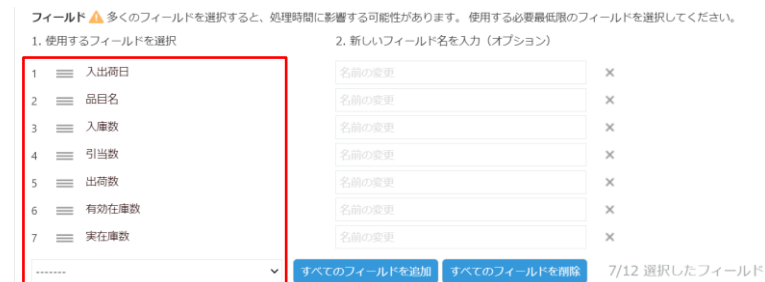 フィールド ⚠ 多くのフィールドを選択すると、処理時間に影響する可能性があります。 使用する必要最低限のフィールドを選択してください。
1. 使用するフィールドを選択 2. 新しいフィールド名を入力（オプション）
1 入出荷日 名前の変更 ×
2 品目名 名前の変更 ×
3 入庫数 名前の変更 ×
4 引当数 名前の変更 ×
5 出荷数 名前の変更 ×
6 有効在庫数 名前の変更 ×
7 実在庫数 名前の変更 ×
------- すべてのフィールドを追加 すべてのフィールドを削除 7/12 選択したフィールド